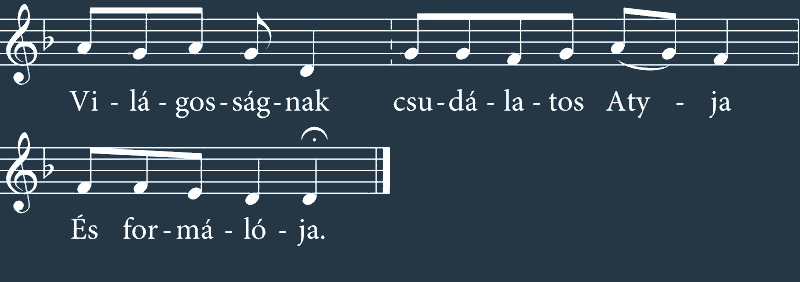 Vi - lá - gos - ság - nak csu - dá - la - tos Aty - ja
És for - má - ló - ja.